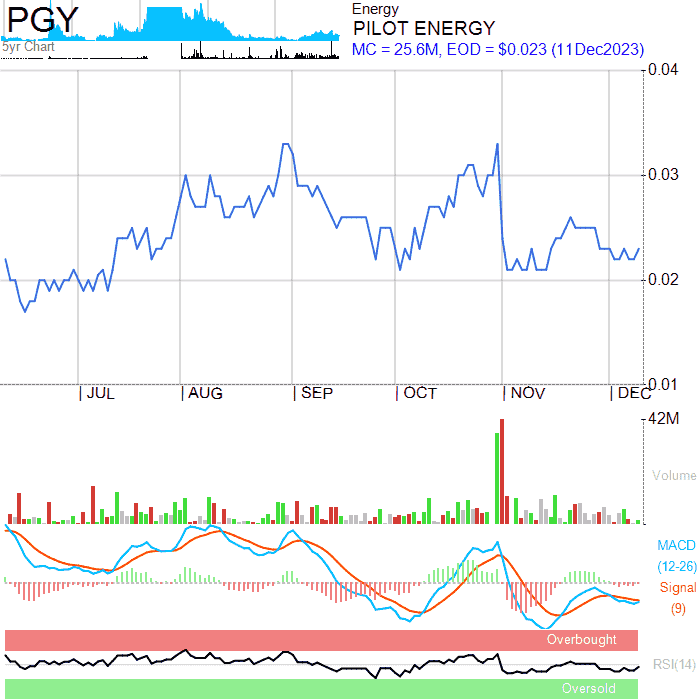 PGY
5yr Chart
Energy
PILOT ENERGY
MC = 25.6M, EOD = $0.023 (11Dec2023)
0.04
0.03
0.02
0.01
| JUL | AUG | SEP | OCT | NOV | DEC
42M
Volume
MACD
(12-26)
Signal
(9)
Overbought
RSI(14)
Oversold